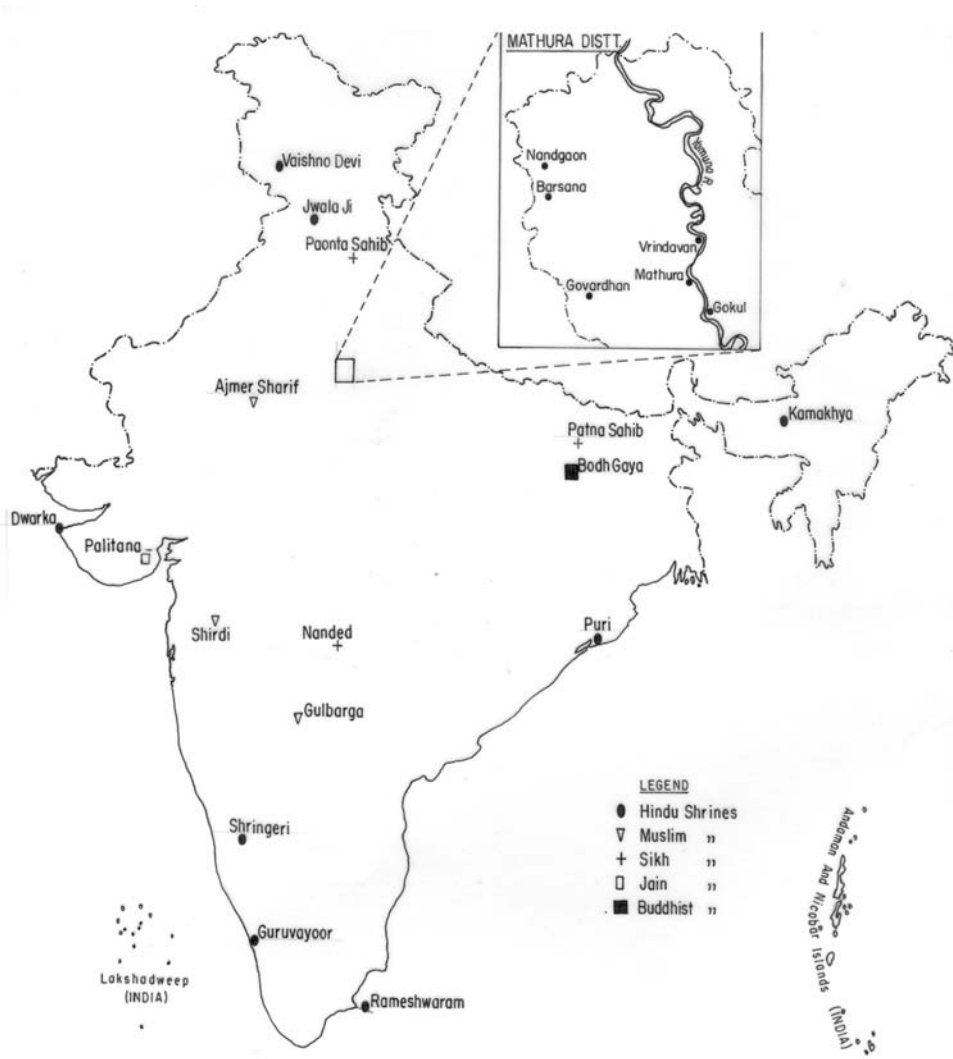 MATHURA DISTT.
Yamuna R.
Nandgaon
Barsana
Vrindavan
Mathura
Govardhan
Gokul
Vaishno Devi
Jwala Ji
Paonta Sahib
Ajmer Sharif
Kamakhya
Patna Sahib
Bodh Gaya
Dwarka
Palitana
Shirdi
Nanded
Puri
Gulbarga
LEGEND
Hindu Shrines
Muslim „
Sikh „
Jain „
Buddhist „
Shringeri
Guruvayoor
Rameshwaram
Lakshadweep
(INDIA)
Andaman And Nicobar Islands (INDIA)